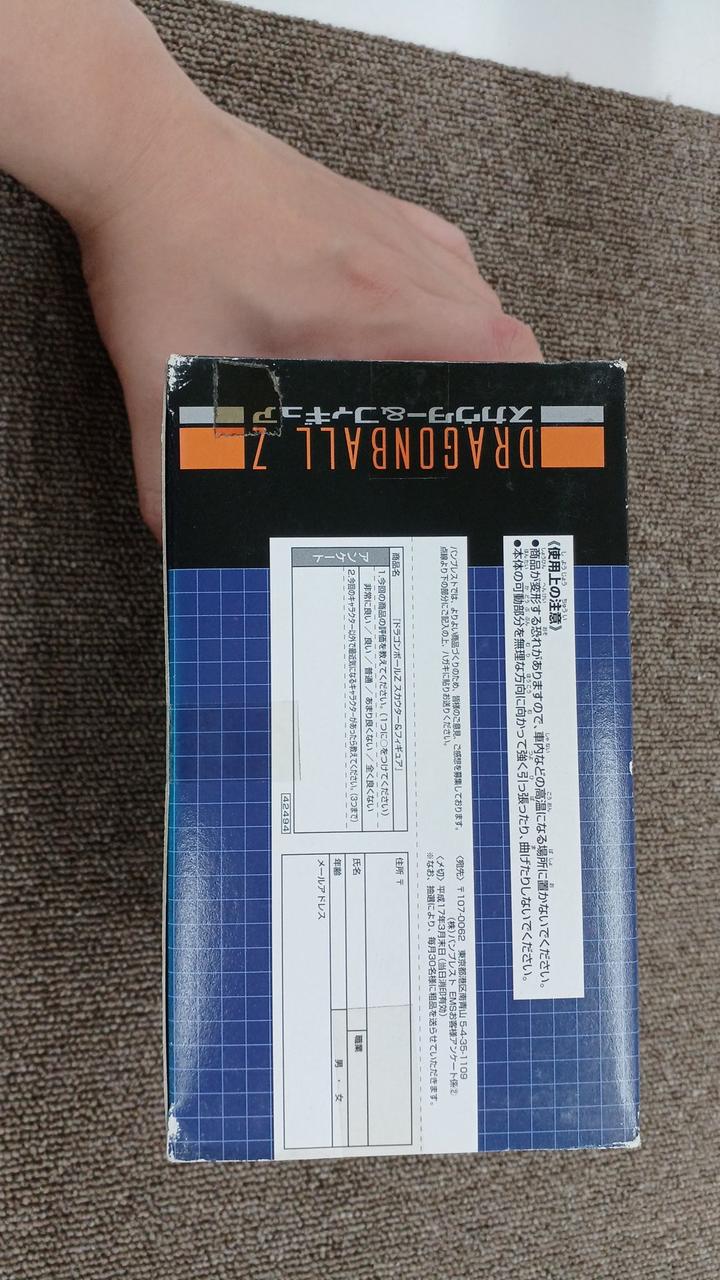 スカウター&フィギュア
DRAGONBALL Z
《使用上の注意》
●商品が変形する恐れがありますので、車内などの高温になる場所に置かないでください。
●本体の可動部分を無理な方向に向かって強く引っ張ったり、曲げたりしないでください。
バンプレストでは、よりよい商品づくりのため、皆様のご意見、ご感想を募集しております。
点線より下の部分にご記入の上、ハガキに貼りお送りください。
〈宛先〉〒107-0062 東京都港区南青山 5-4-35-1109
(株)バンプレスト EMSお客様アンケート係②
〈〆切〉平成17年3月末日(当日消印有効)
※なお、抽選により、毎月30名様に粗品を送らせていただきます。
アンケート
商品名 「ドラゴンボールZ スカウター&フィギュア」
1.今回の商品の評価を教えてください。(1つに○をつけてください)
非常に良い / 良い / 普通 / あまり良くない / 全く良くない
2.今回のキャラクター以外で最近気になるキャラクターがあったら教えてください。(3つまで)
42494
住所 〒
氏名
職業
年齢
男 ・ 女
メールアドレス